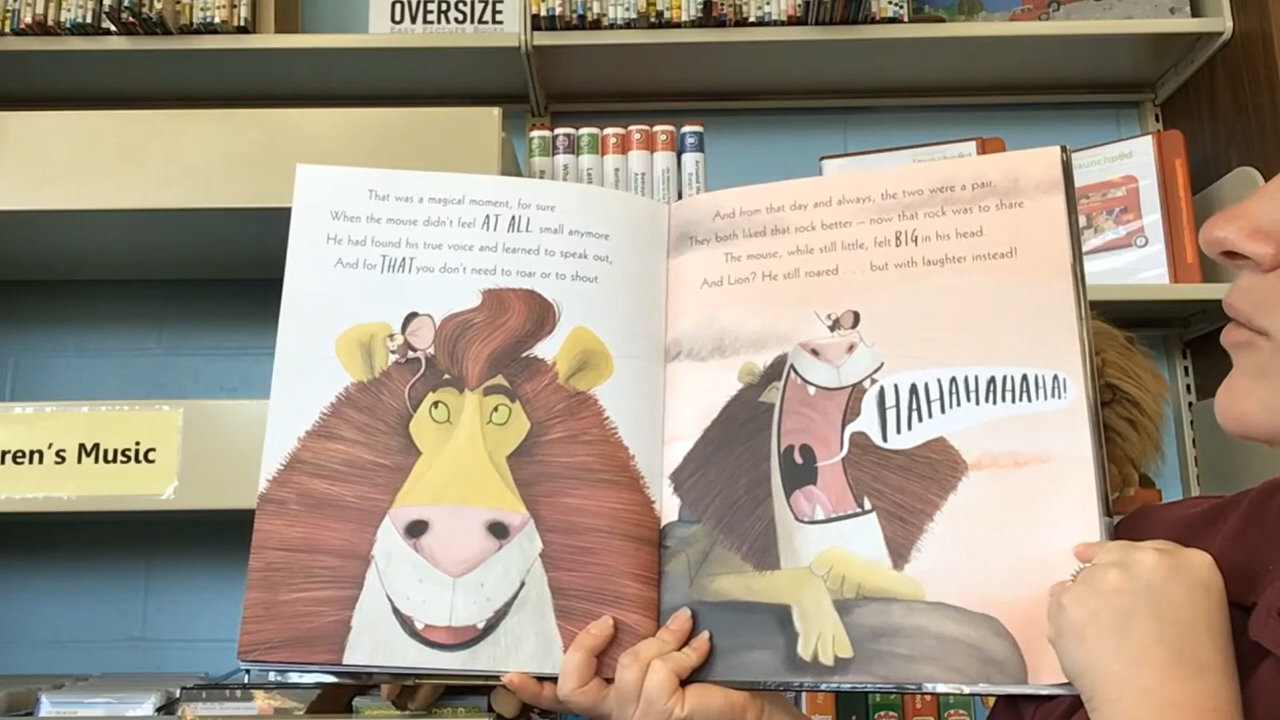 OVERSIZE
Easy Picture Books
ren's Music
launchpad
That was a magical moment, for sure . .
When the mouse didn't feel AT ALL small anymore.
He had found his true voice and learned to speak out,
And for THAT you don't need to roar or to shout
And from that day and always, the two were a pair.
They both liked that rock better – now that rock was to share.
The mouse, while still little, felt BIG in his head.
And Lion? He still roared . . . but with laughter instead!
HAHAHAHAHA!